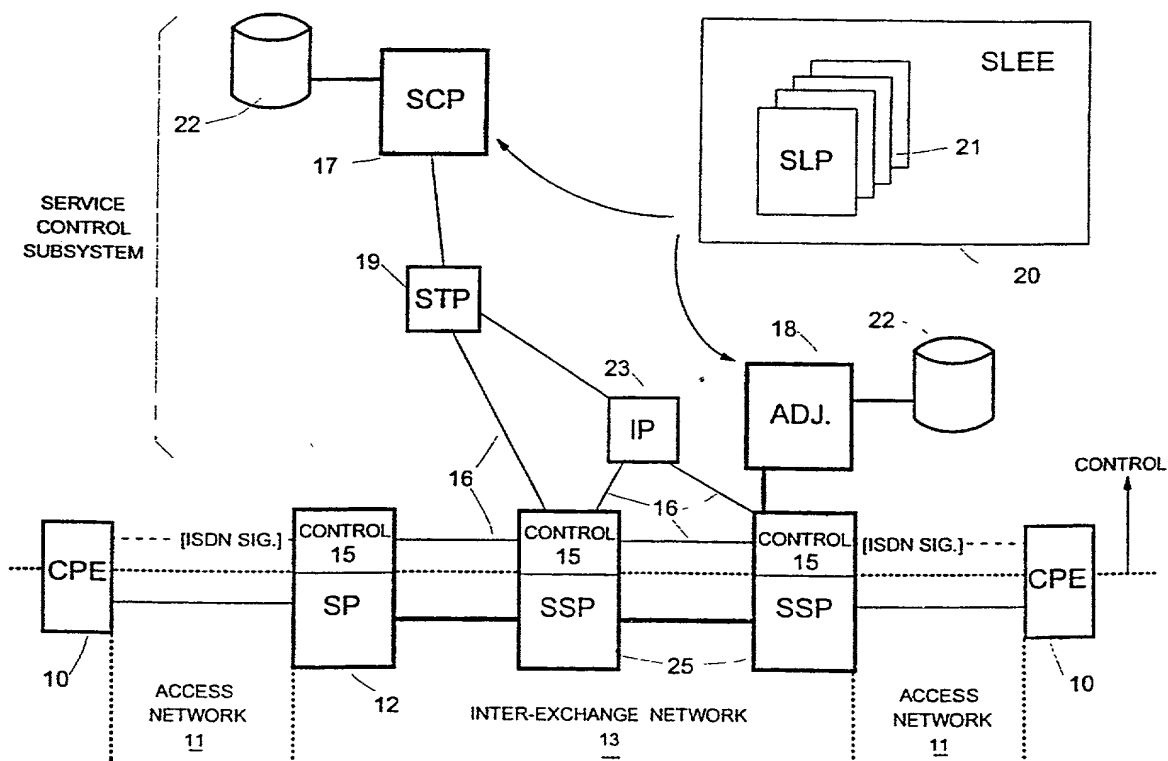 22
SCP
17
SLEE
SLP
21
20
SERVICE
CONTROL
SUBSYSTEM
19
STP
18
22
23
IP
ADJ.
16
16
CONTROL
CPE
[ISDN SIG.]
CONTROL
15
SP
CONTROL
15
SSP
CONTROL
15
SSP
[ISDN SIG.]
CPE
10
12
25
10
ACCESS
NETWORK
11
INTER-EXCHANGE NETWORK
13
ACCESS
NETWORK
11